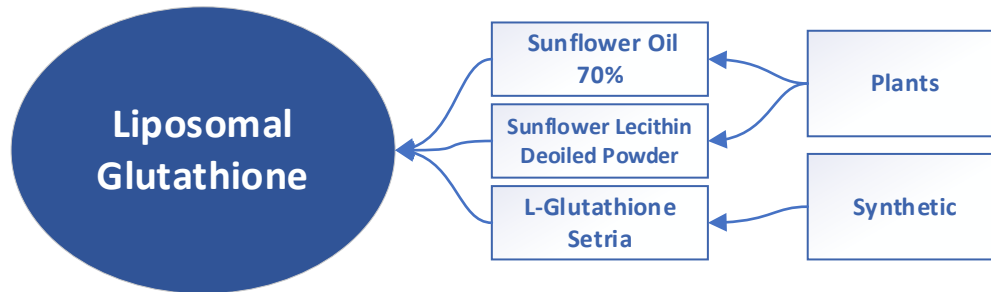 Liposomal
Glutathione
Sunflower Oil
70%
Sunflower Lecithin
Deoiled Powder
L-Glutathione
Setria
Plants
Synthetic